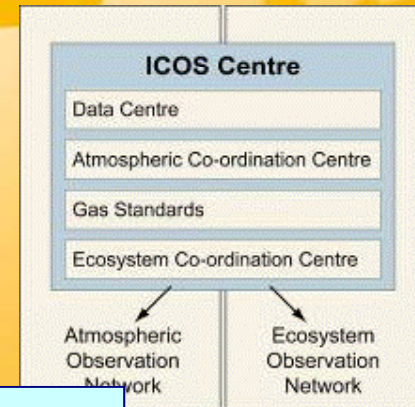 ICOS Centre
Data Centre
Atmospheric Co-ordination Centre
Gas Standards
Ecosystem Co-ordination Centre
Atmospheric
Observation
Network
Ecosystem
Observation
Network